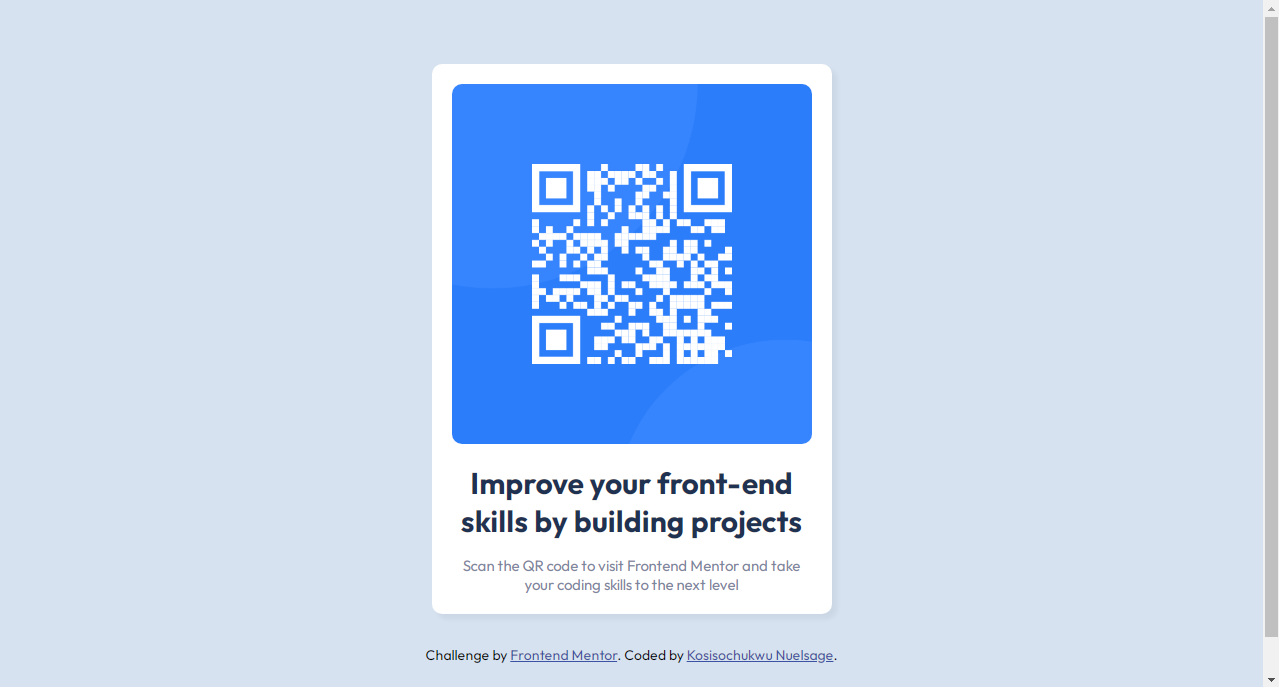 Improve your front-end
skills by building projects
Scan the QR code to visit Frontend Mentor and take
your coding skills to the next level
Challenge by Frontend Mentor. Coded by Kosisochukwu Nuelsage.